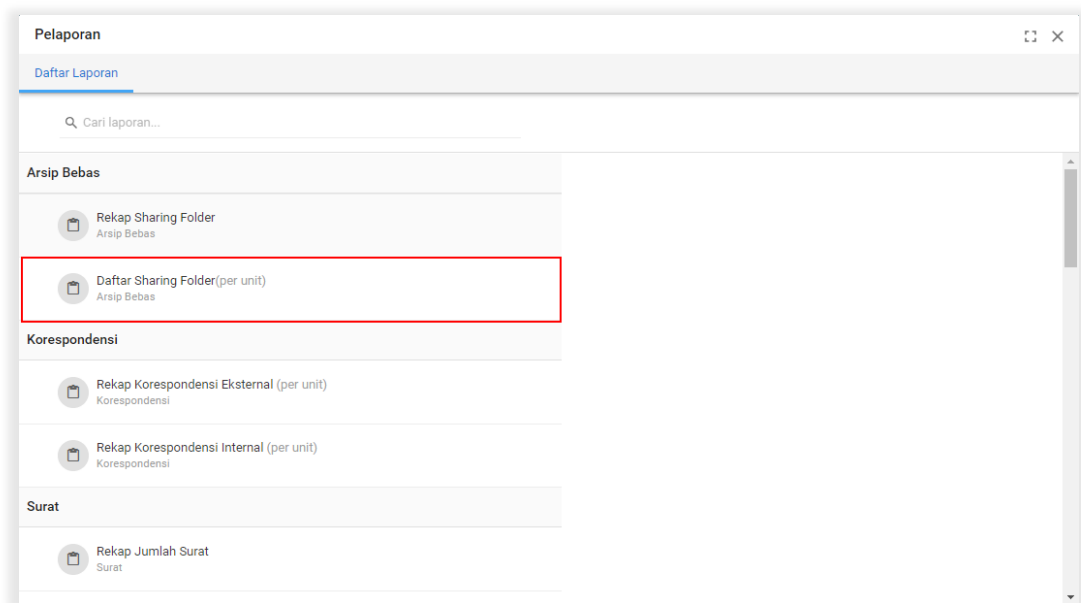 Pelaporan
Daftar Laporan
Cari laporan...
Arsip Bebas
Rekap Sharing Folder
Arsip Bebas
Daftar Sharing Folder(per unit)
Arsip Bebas
Korespondensi
Rekap Korespondensi Eksternal (per unit)
Korespondensi
Rekap Korespondensi Internal (per unit)
Korespondensi
Surat
Rekap Jumlah Surat
Surat